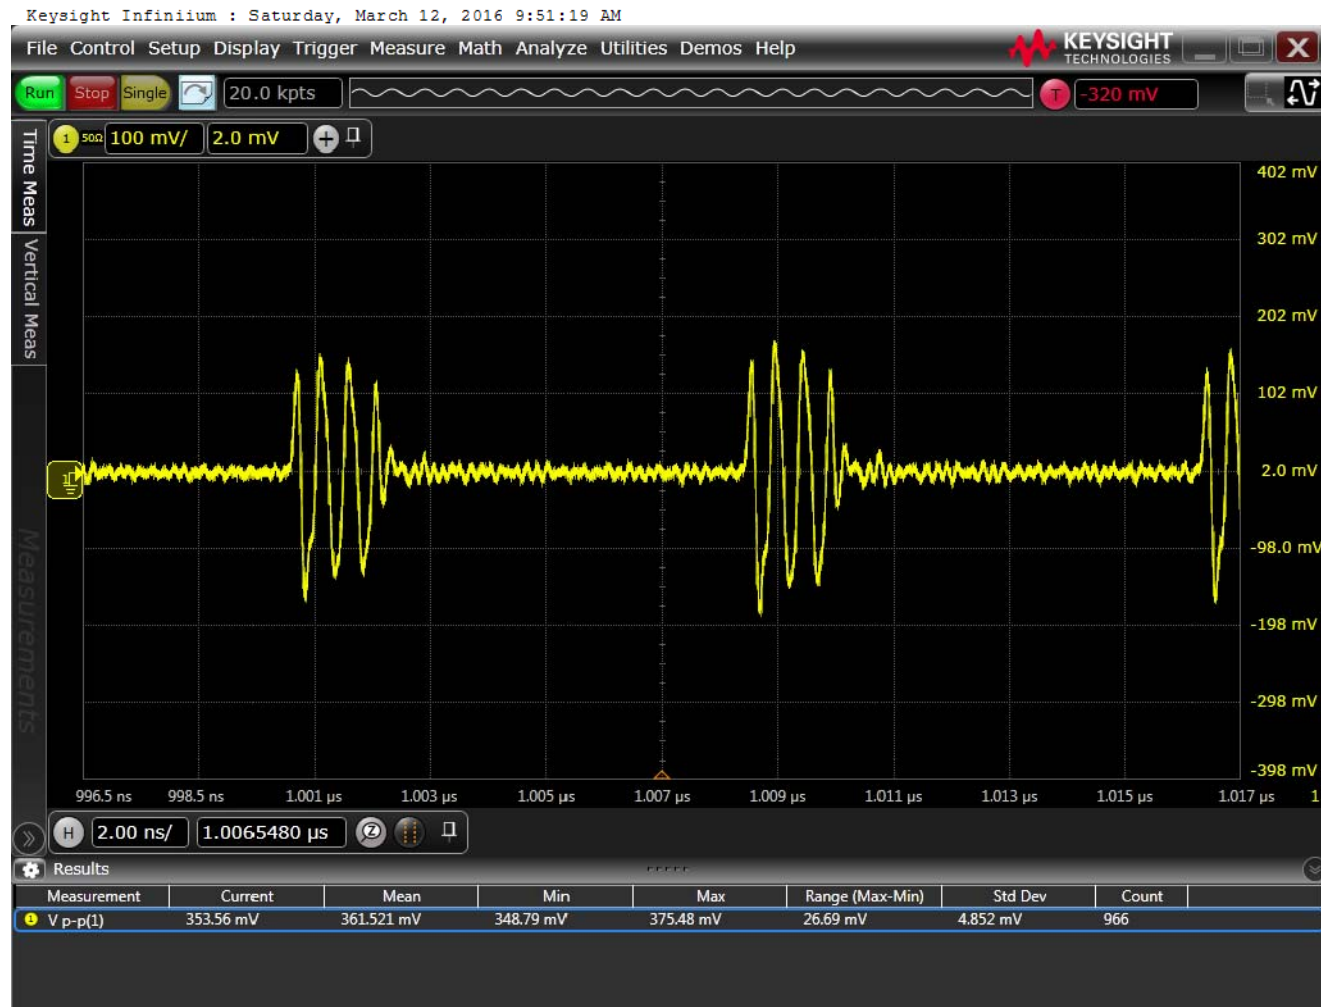 Keysight Infiniium : Saturday, March 12, 2016 9:51:19 AM
File Control Setup Display Trigger Measure Math Analyze Utilities Demos Help
KEYSIGHT
TECHNOLOGIES
Run Stop Single 20.0 kpts T -320 mV
1 50Ω 100 mV/ 2.0 mV
Time Meas
Vertical Meas
Measurements
402 mV
302 mV
202 mV
102 mV
2.0 mV
-98.0 mV
-198 mV
-298 mV
-398 mV
1
996.5 ns 998.5 ns 1.001 µs 1.003 µs 1.005 µs 1.007 µs 1.009 µs 1.011 µs 1.013 µs 1.015 µs 1.017 µs 1
H 2.00 ns/ 1.0065480 µs Z
Results
Measurement Current Mean Min Max Range (Max-Min) Std Dev Count
1 V p-p(1) 353.56 mV 361.521 mV 348.79 mV 375.48 mV 26.69 mV 4.852 mV 966